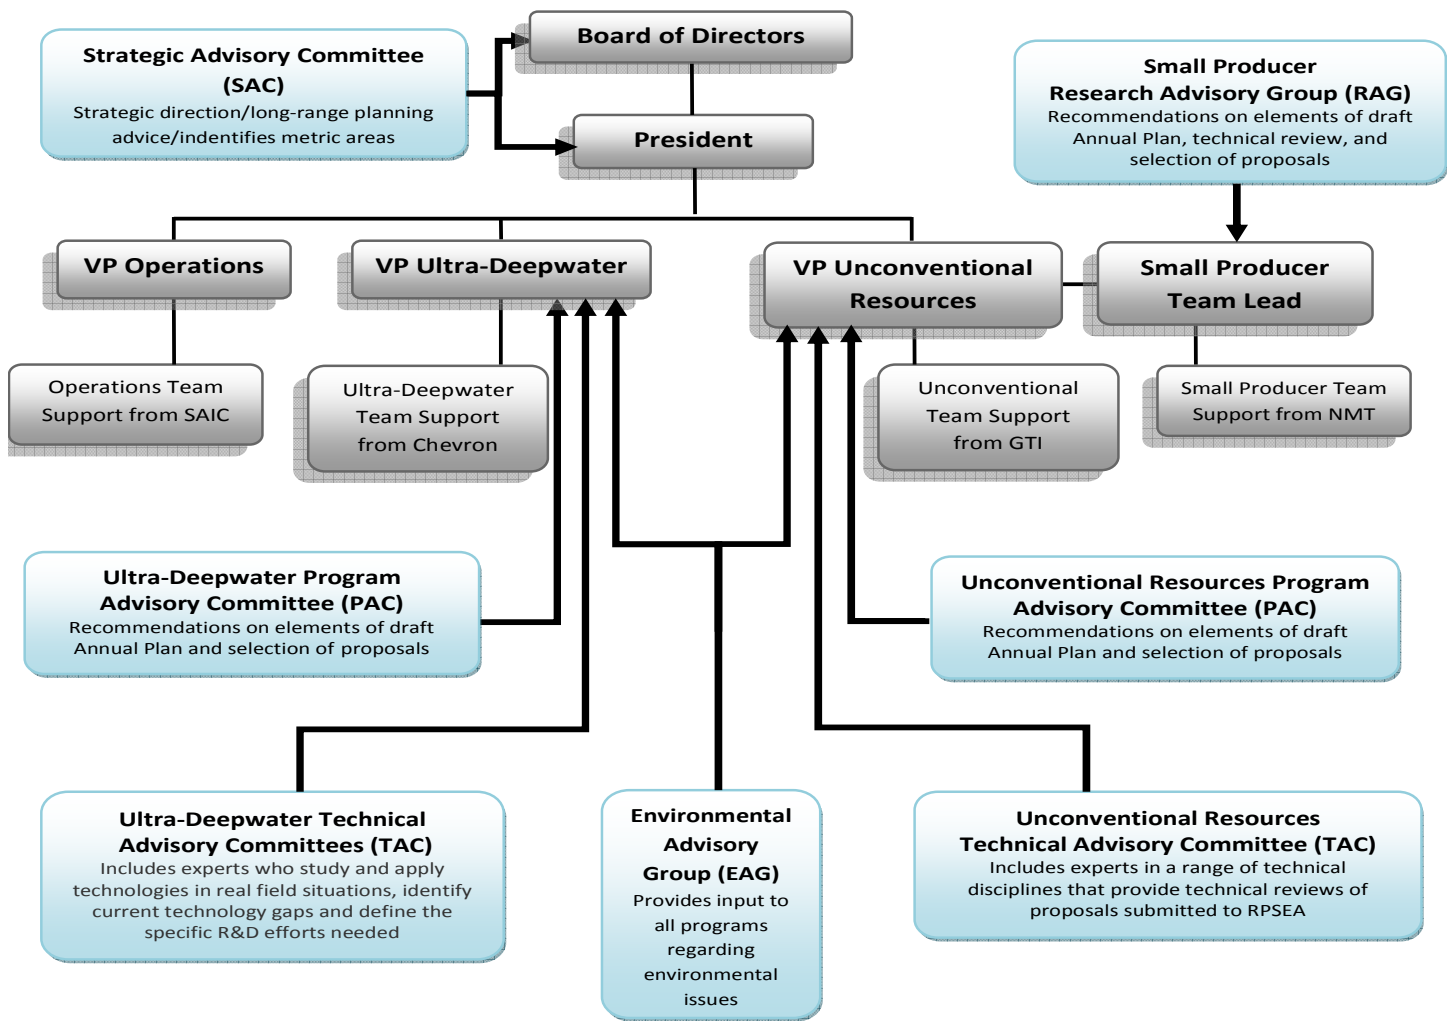 Strategic Advisory Committee
(SAC)
Strategic direction/long-range planning
advice/indentifies metric areas
Board of Directors
President
Small Producer
Research Advisory Group (RAG)
Recommendations on elements of draft
Annual Plan, technical review, and
selection of proposals
VP Operations
VP Ultra-Deepwater
VP Unconventional
Resources
Small Producer
Team Lead
Operations Team
Support from SAIC
Ultra-Deepwater
Team Support
from Chevron
Unconventional
Team Support
from GTI
Small Producer Team
Support from NMT
Ultra-Deepwater Program
Advisory Committee (PAC)
Recommendations on elements of draft
Annual Plan and selection of proposals
Unconventional Resources Program
Advisory Committee (PAC)
Recommendations on elements of draft
Annual Plan and selection of proposals
Ultra-Deepwater Technical
Advisory Committees (TAC)
Includes experts who study and apply
technologies in real field situations, identify
current technology gaps and define the
specific R&D efforts needed
Environmental
Advisory
Group (EAG)
Provides input to
all programs
regarding
environmental
issues
Unconventional Resources
Technical Advisory Committee (TAC)
Includes experts in a range of technical
disciplines that provide technical reviews of
proposals submitted to RPSEA